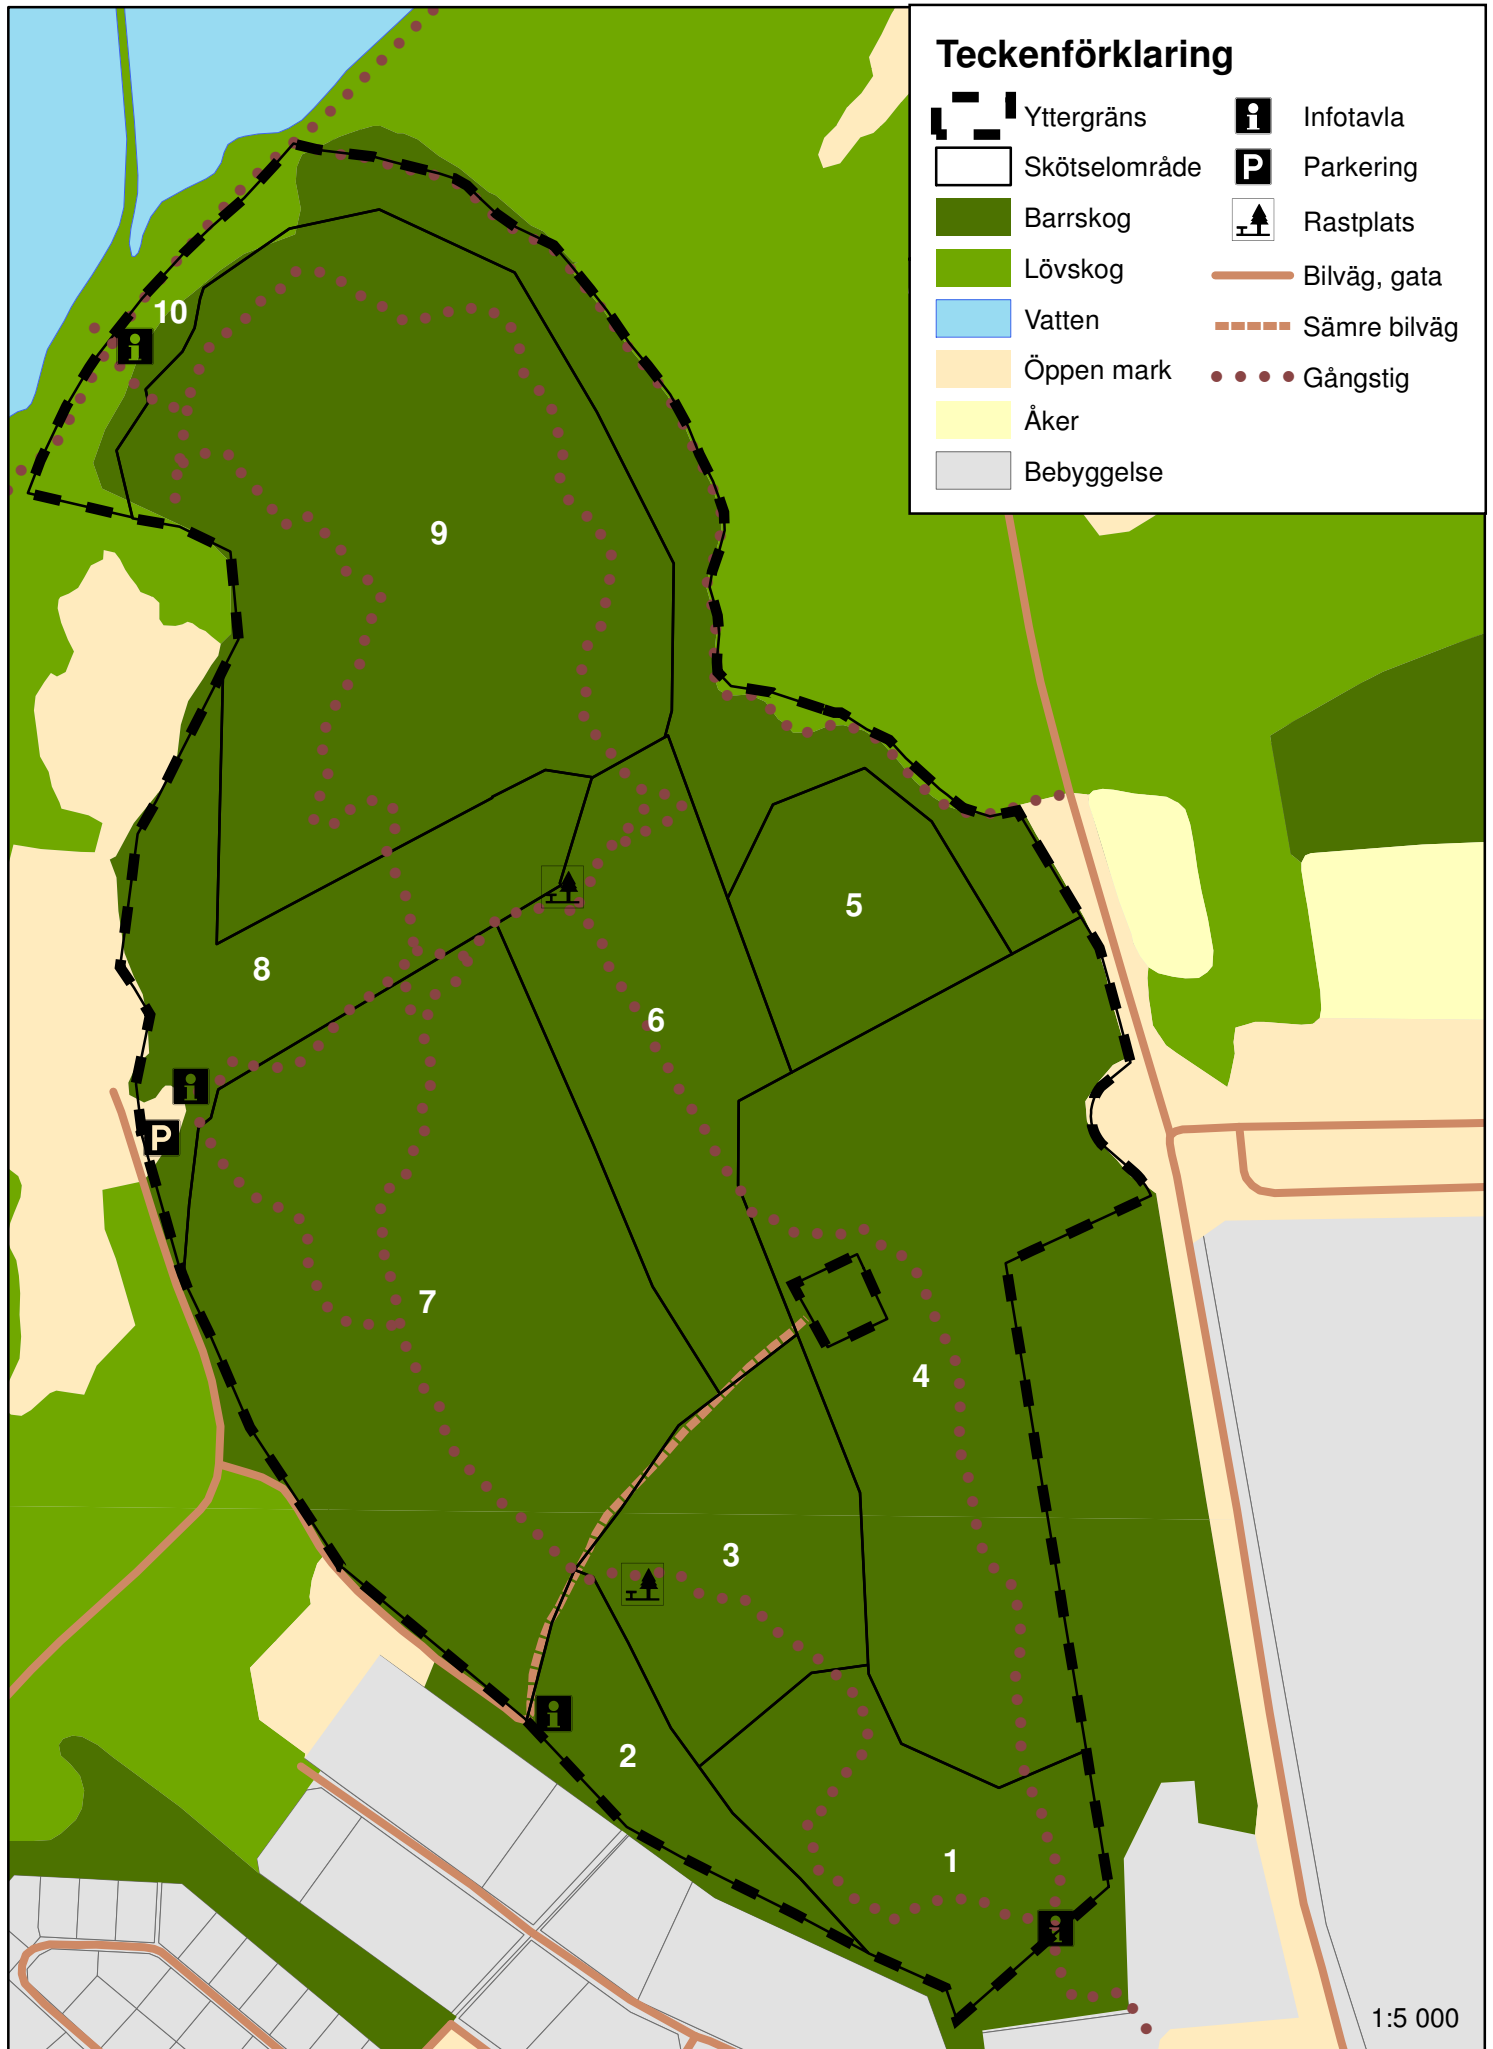 Teckenförklaring
Yttergräns
Infotavla
Skötselområde
P
Parkering
Barrskog
Rastplats
Lövskog
Bilväg, gata
Vatten
Sämre bilväg
Öppen mark
Gångstig
Åker
Bebyggelse
10
9
5
8
6
P
7
4
3
2
1
1:5 000